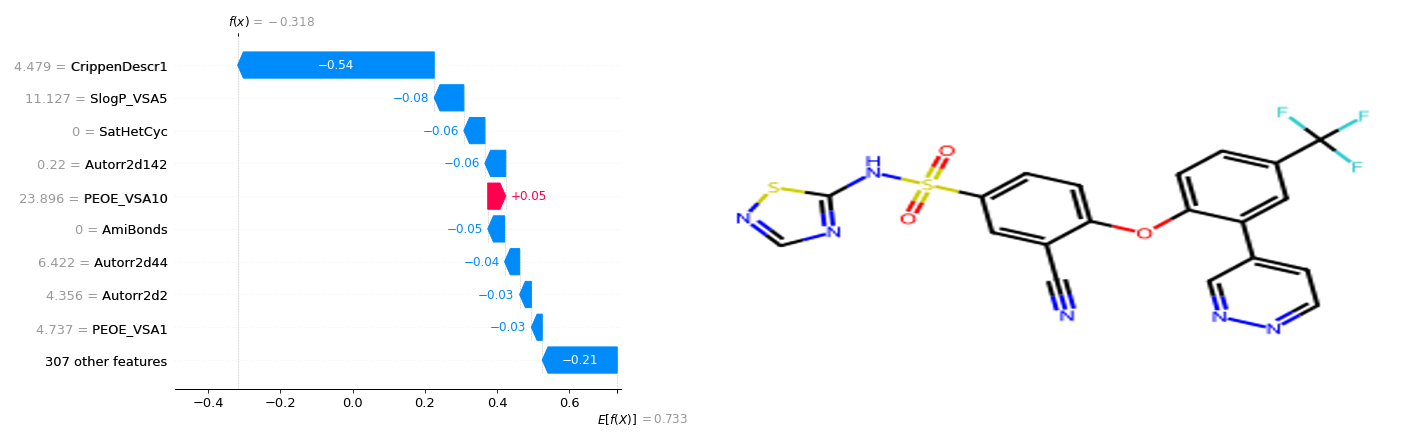 f(x) = −0.318
4.479 = CrippenDescr1
−0.54
11.127 = SlogP_VSA5
−0.08
0 = SatHetCyc
−0.06
0.22 = Autorr2d142
−0.06
23.896 = PEOE_VSA10
+0.05
0 = AmiBonds
−0.05
6.422 = Autorr2d44
−0.04
4.356 = Autorr2d2
−0.03
4.737 = PEOE_VSA1
−0.03
307 other features
−0.21
−0.4 −0.2 0.0 0.2 0.4 0.6
E[f(X)] = 0.733
F
F
F
O
H
N
S
S
O
N
N
O
N
N
N